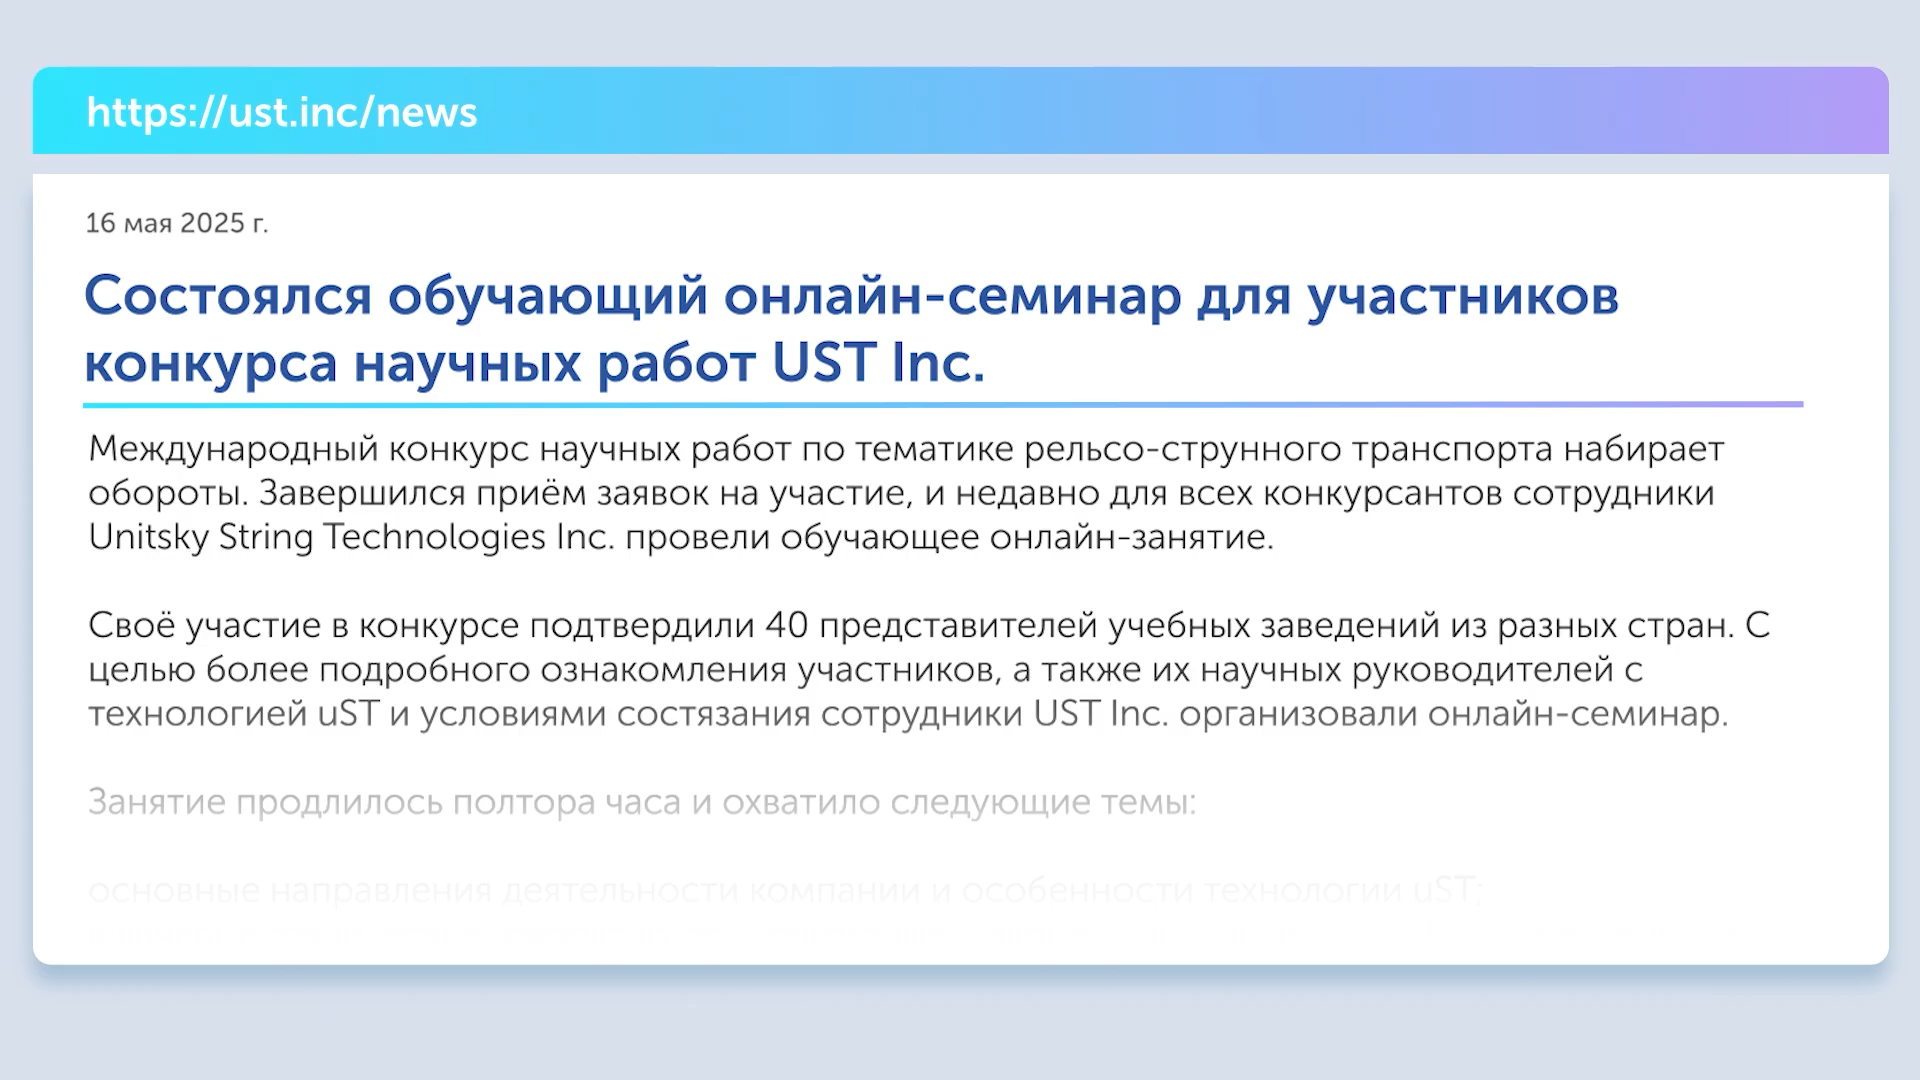 https://ust.inc/news
16 мая 2025 г.
Состоялся обучающий онлайн-семинар для участников
конкурса научных работ UST Inc.
Международный конкурс научных работ по тематике рельсо-струнного транспорта набирает
обороты. Завершился приём заявок на участие, и недавно для всех конкурсантов сотрудники
Unitsky String Technologies Inc. провели обучающее онлайн-занятие.
Своё участие в конкурсе подтвердили 40 представителей учебных заведений из разных стран. С
целью более подробного ознакомления участников, а также их научных руководителей с
технологией uST и условиями состязания сотрудники UST Inc. организовали онлайн-семинар.
Занятие продлилось полтора часа и охватило следующие темы:
основные направления деятельности компании и особенности технологии uST;